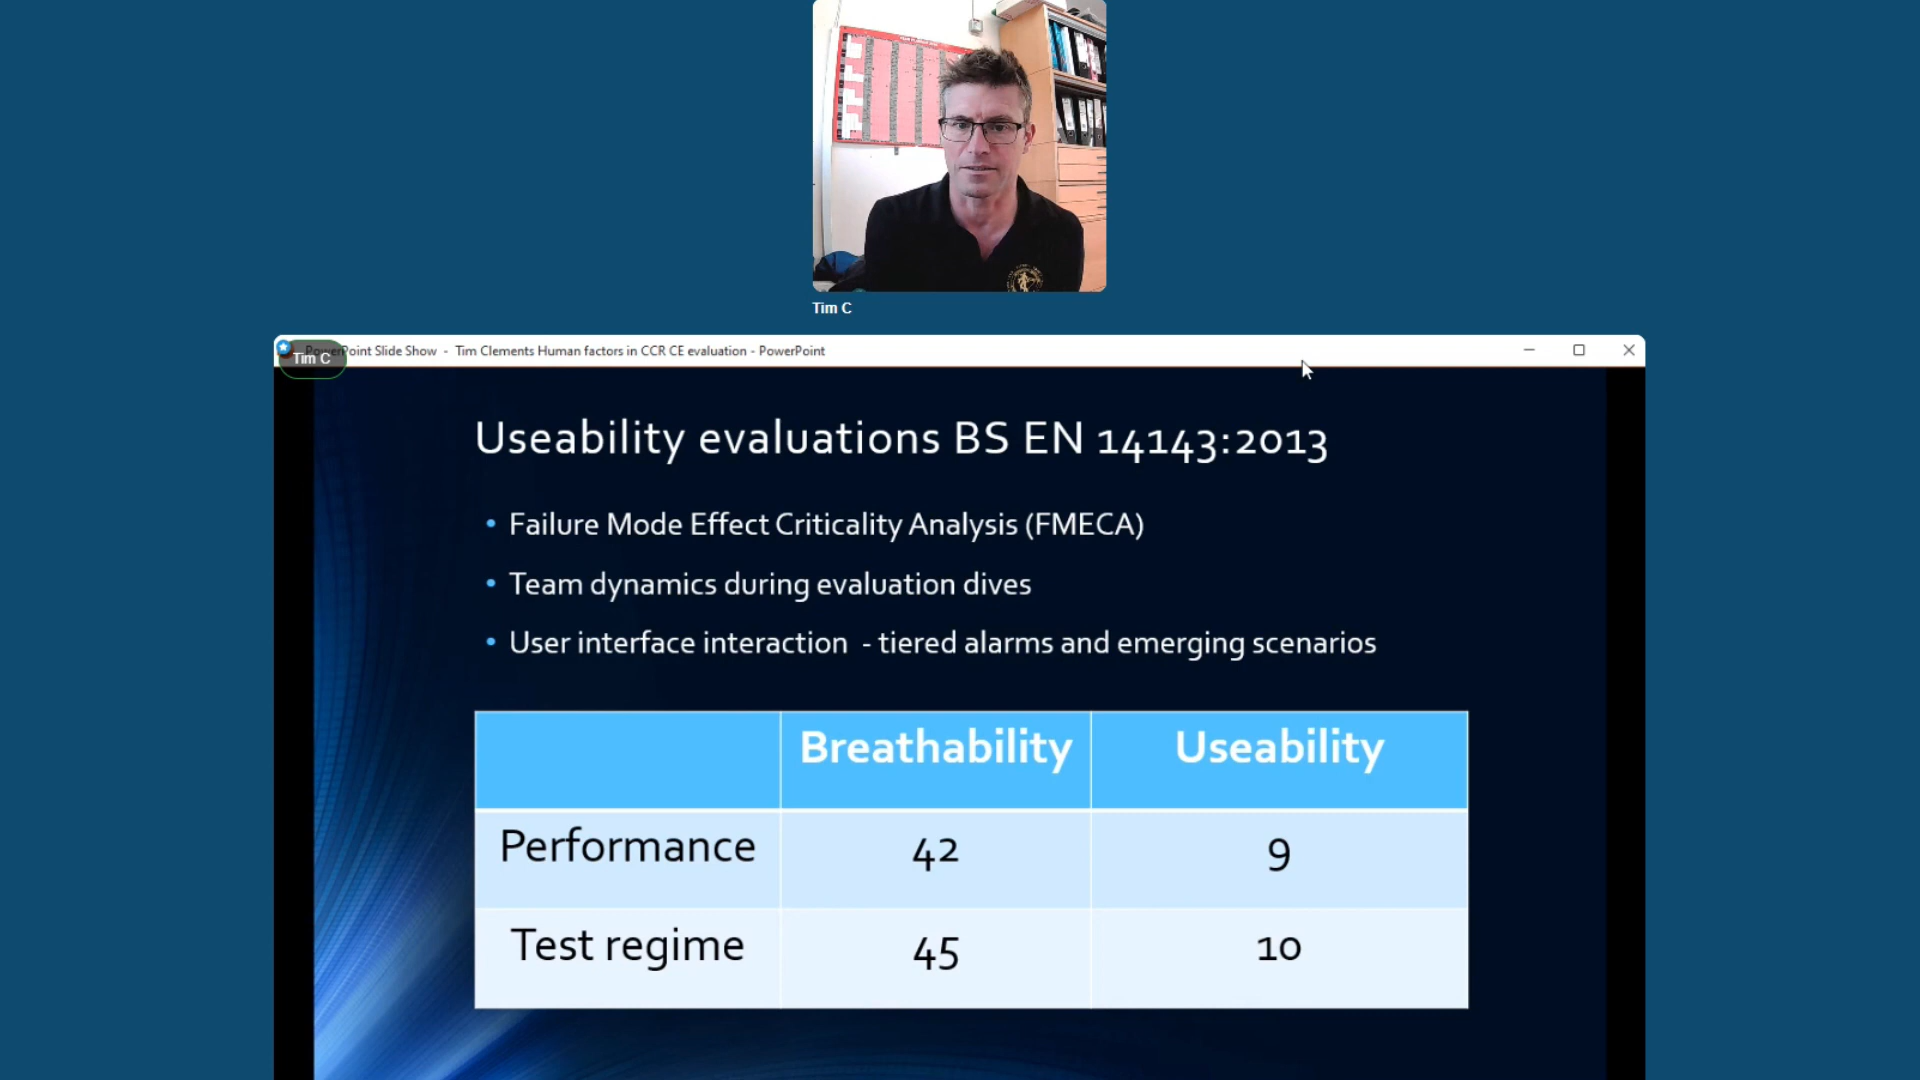 Tim C
PowerPoint Slide Show - Tim Clements Human factors in CCR CE evaluation - PowerPoint
Tim C
Useability evaluations BS EN 14143:2013
• Failure Mode Effect Criticality Analysis (FMECA)
• Team dynamics during evaluation dives
• User interface interaction - tiered alarms and emerging scenarios
Breathability Useability
Performance 42 9
Test regime 45 10